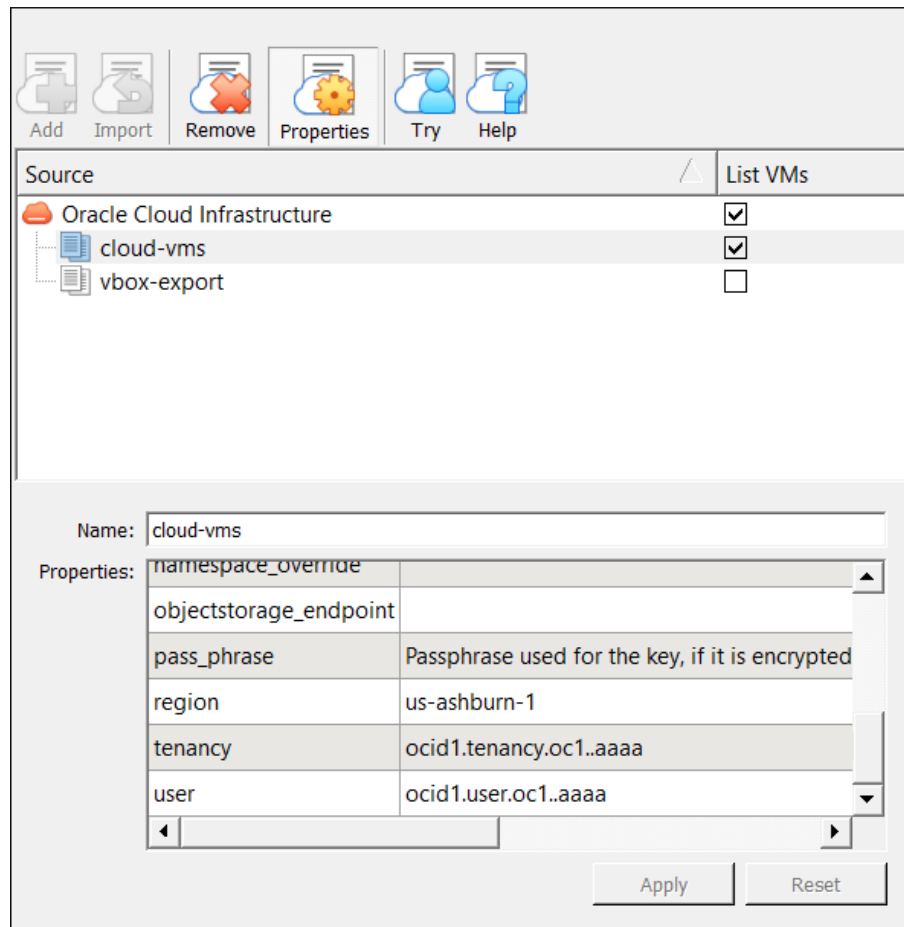 Add Import Remove Properties Try Help
Source List VMs
Oracle Cloud Infrastructure
cloud-vms
vbox-export
Name: cloud-vms
Properties: namespace_override
objectstorage_endpoint
pass_phrase Passphrase used for the key, if it is encrypted
region us-ashburn-1
tenancy ocid1.tenancy.oc1..aaaa
user ocid1.user.oc1..aaaa
Apply Reset